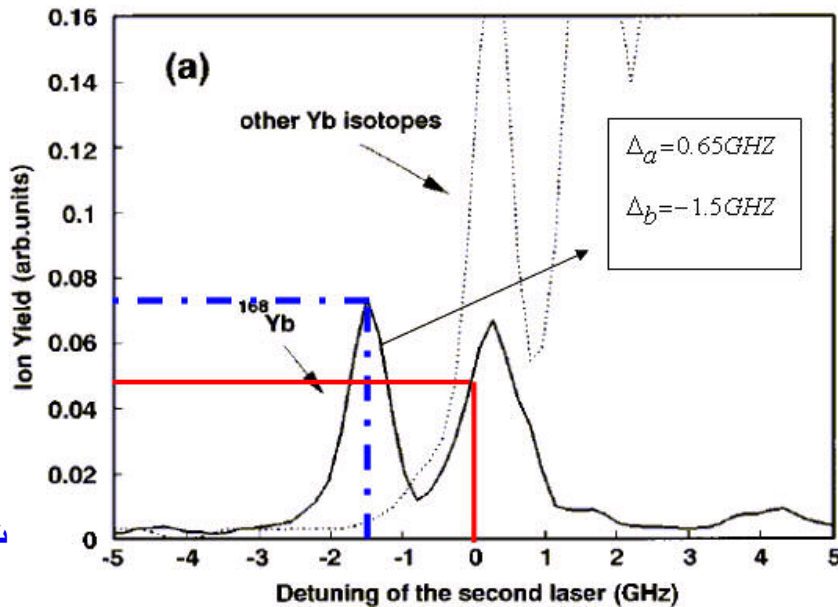 (a)
other Yb isotopes
Δa=0.65GHZ
Δb=-1.5GHZ
168Yb
Ion Yield (arb.units)
0.16
0.14
0.12
0.1
0.08
0.06
0.04
0.02
0
-5 -4 -3 -2 -1 0 1 2 3 4 5
Detuning of the second laser (GHz)